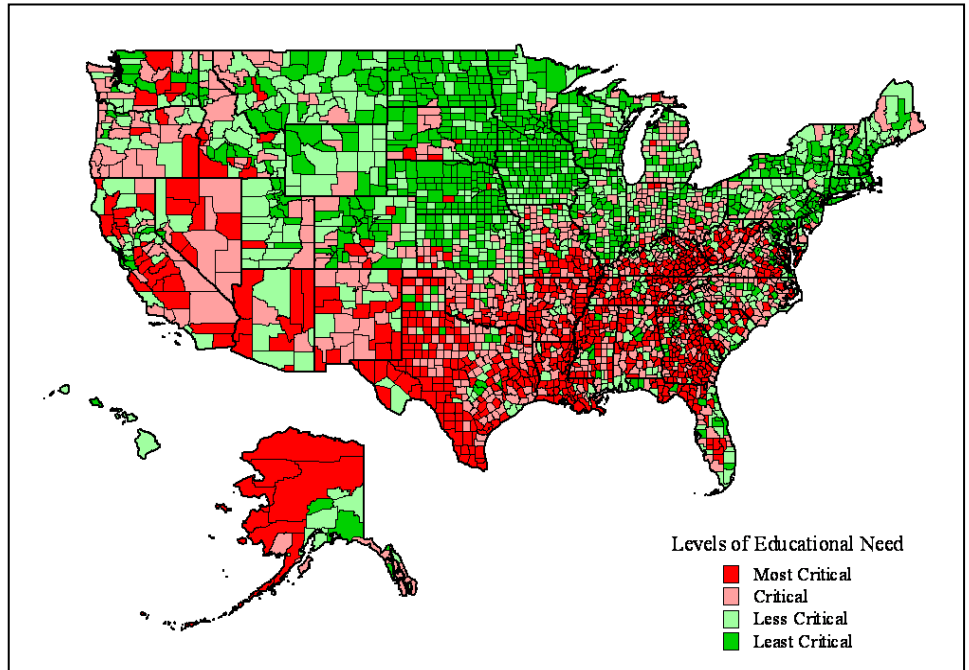 Levels of Educational Need
Most Critical
Critical
Less Critical
Least Critical